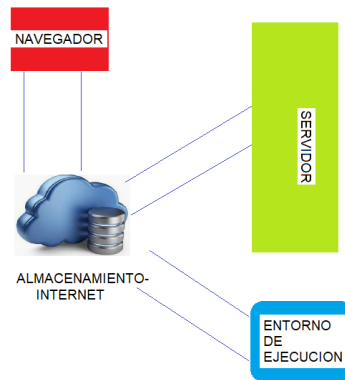 NAVEGADOR
SERVIDOR
ALMACENAMIENTO-
INTERNET
ENTORNO
DE
EJECUCION